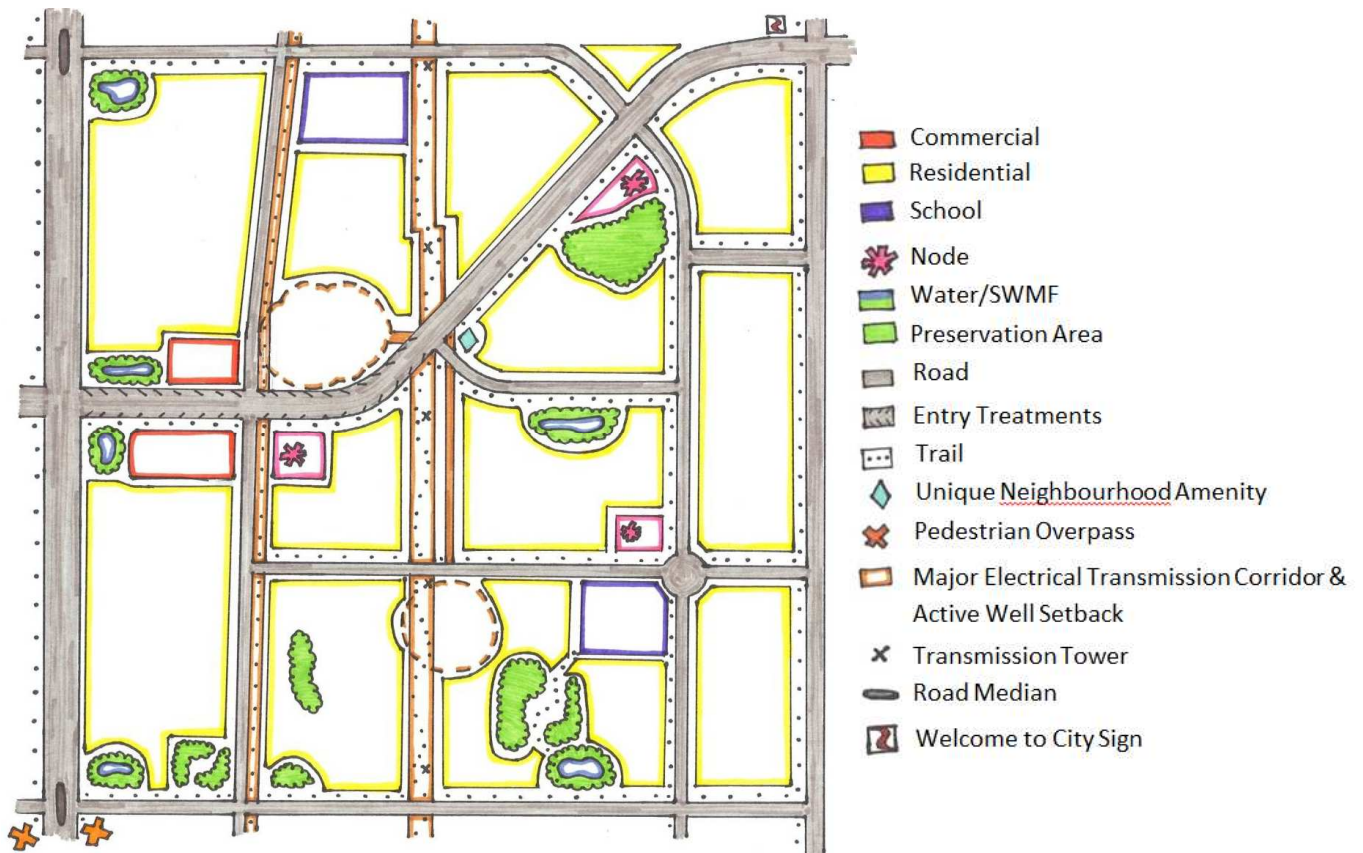 Commercial
Residential
School
Node
Water/SWMF
Preservation Area
Road
Entry Treatments
Trail
Unique Neighbourhood Amenity
Pedestrian Overpass
Major Electrical Transmission Corridor &
Active Well Setback
Transmission Tower
Road Median
Welcome to City Sign